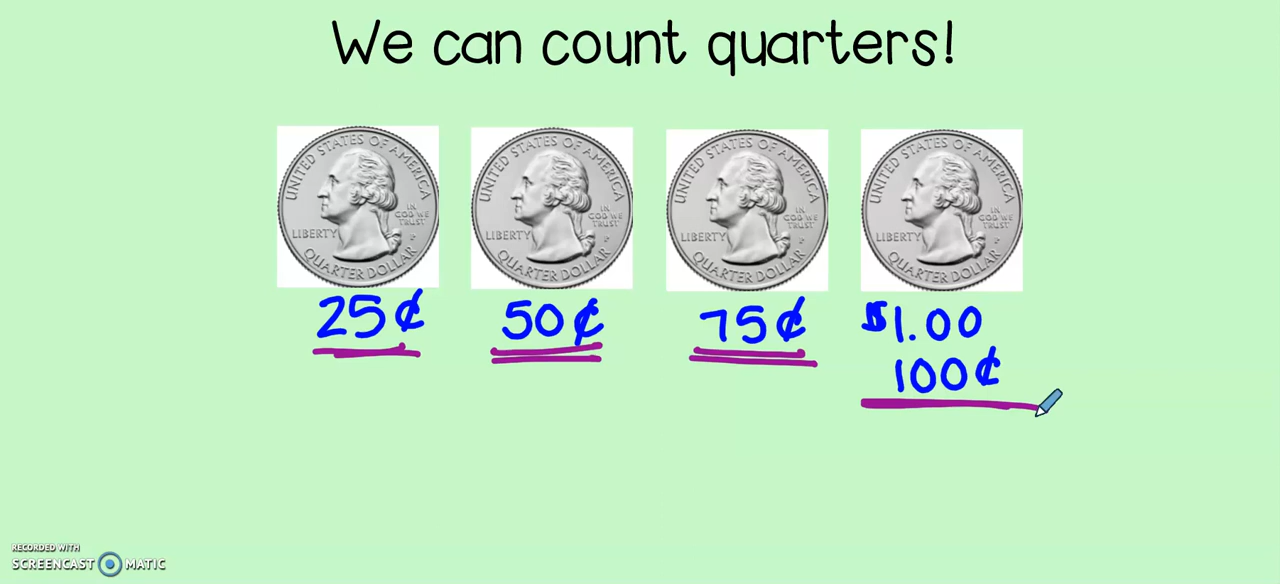 We can count quarters!
UNITED STATES OF AMERICA
LIBERTY
IN
GOD WE
TRUST
P
QUARTER DOLLAR
UNITED STATES OF AMERICA
LIBERTY
IN
GOD WE
TRUST
P
QUARTER DOLLAR
UNITED STATES OF AMERICA
LIBERTY
IN
GOD WE
TRUST
P
QUARTER DOLLAR
UNITED STATES OF AMERICA
LIBERTY
IN
GOD WE
TRUST
P
QUARTER DOLLAR
25¢ 50¢ 75¢ $1.00
100¢
RECORDED WITH
SCREENCAST MATIC